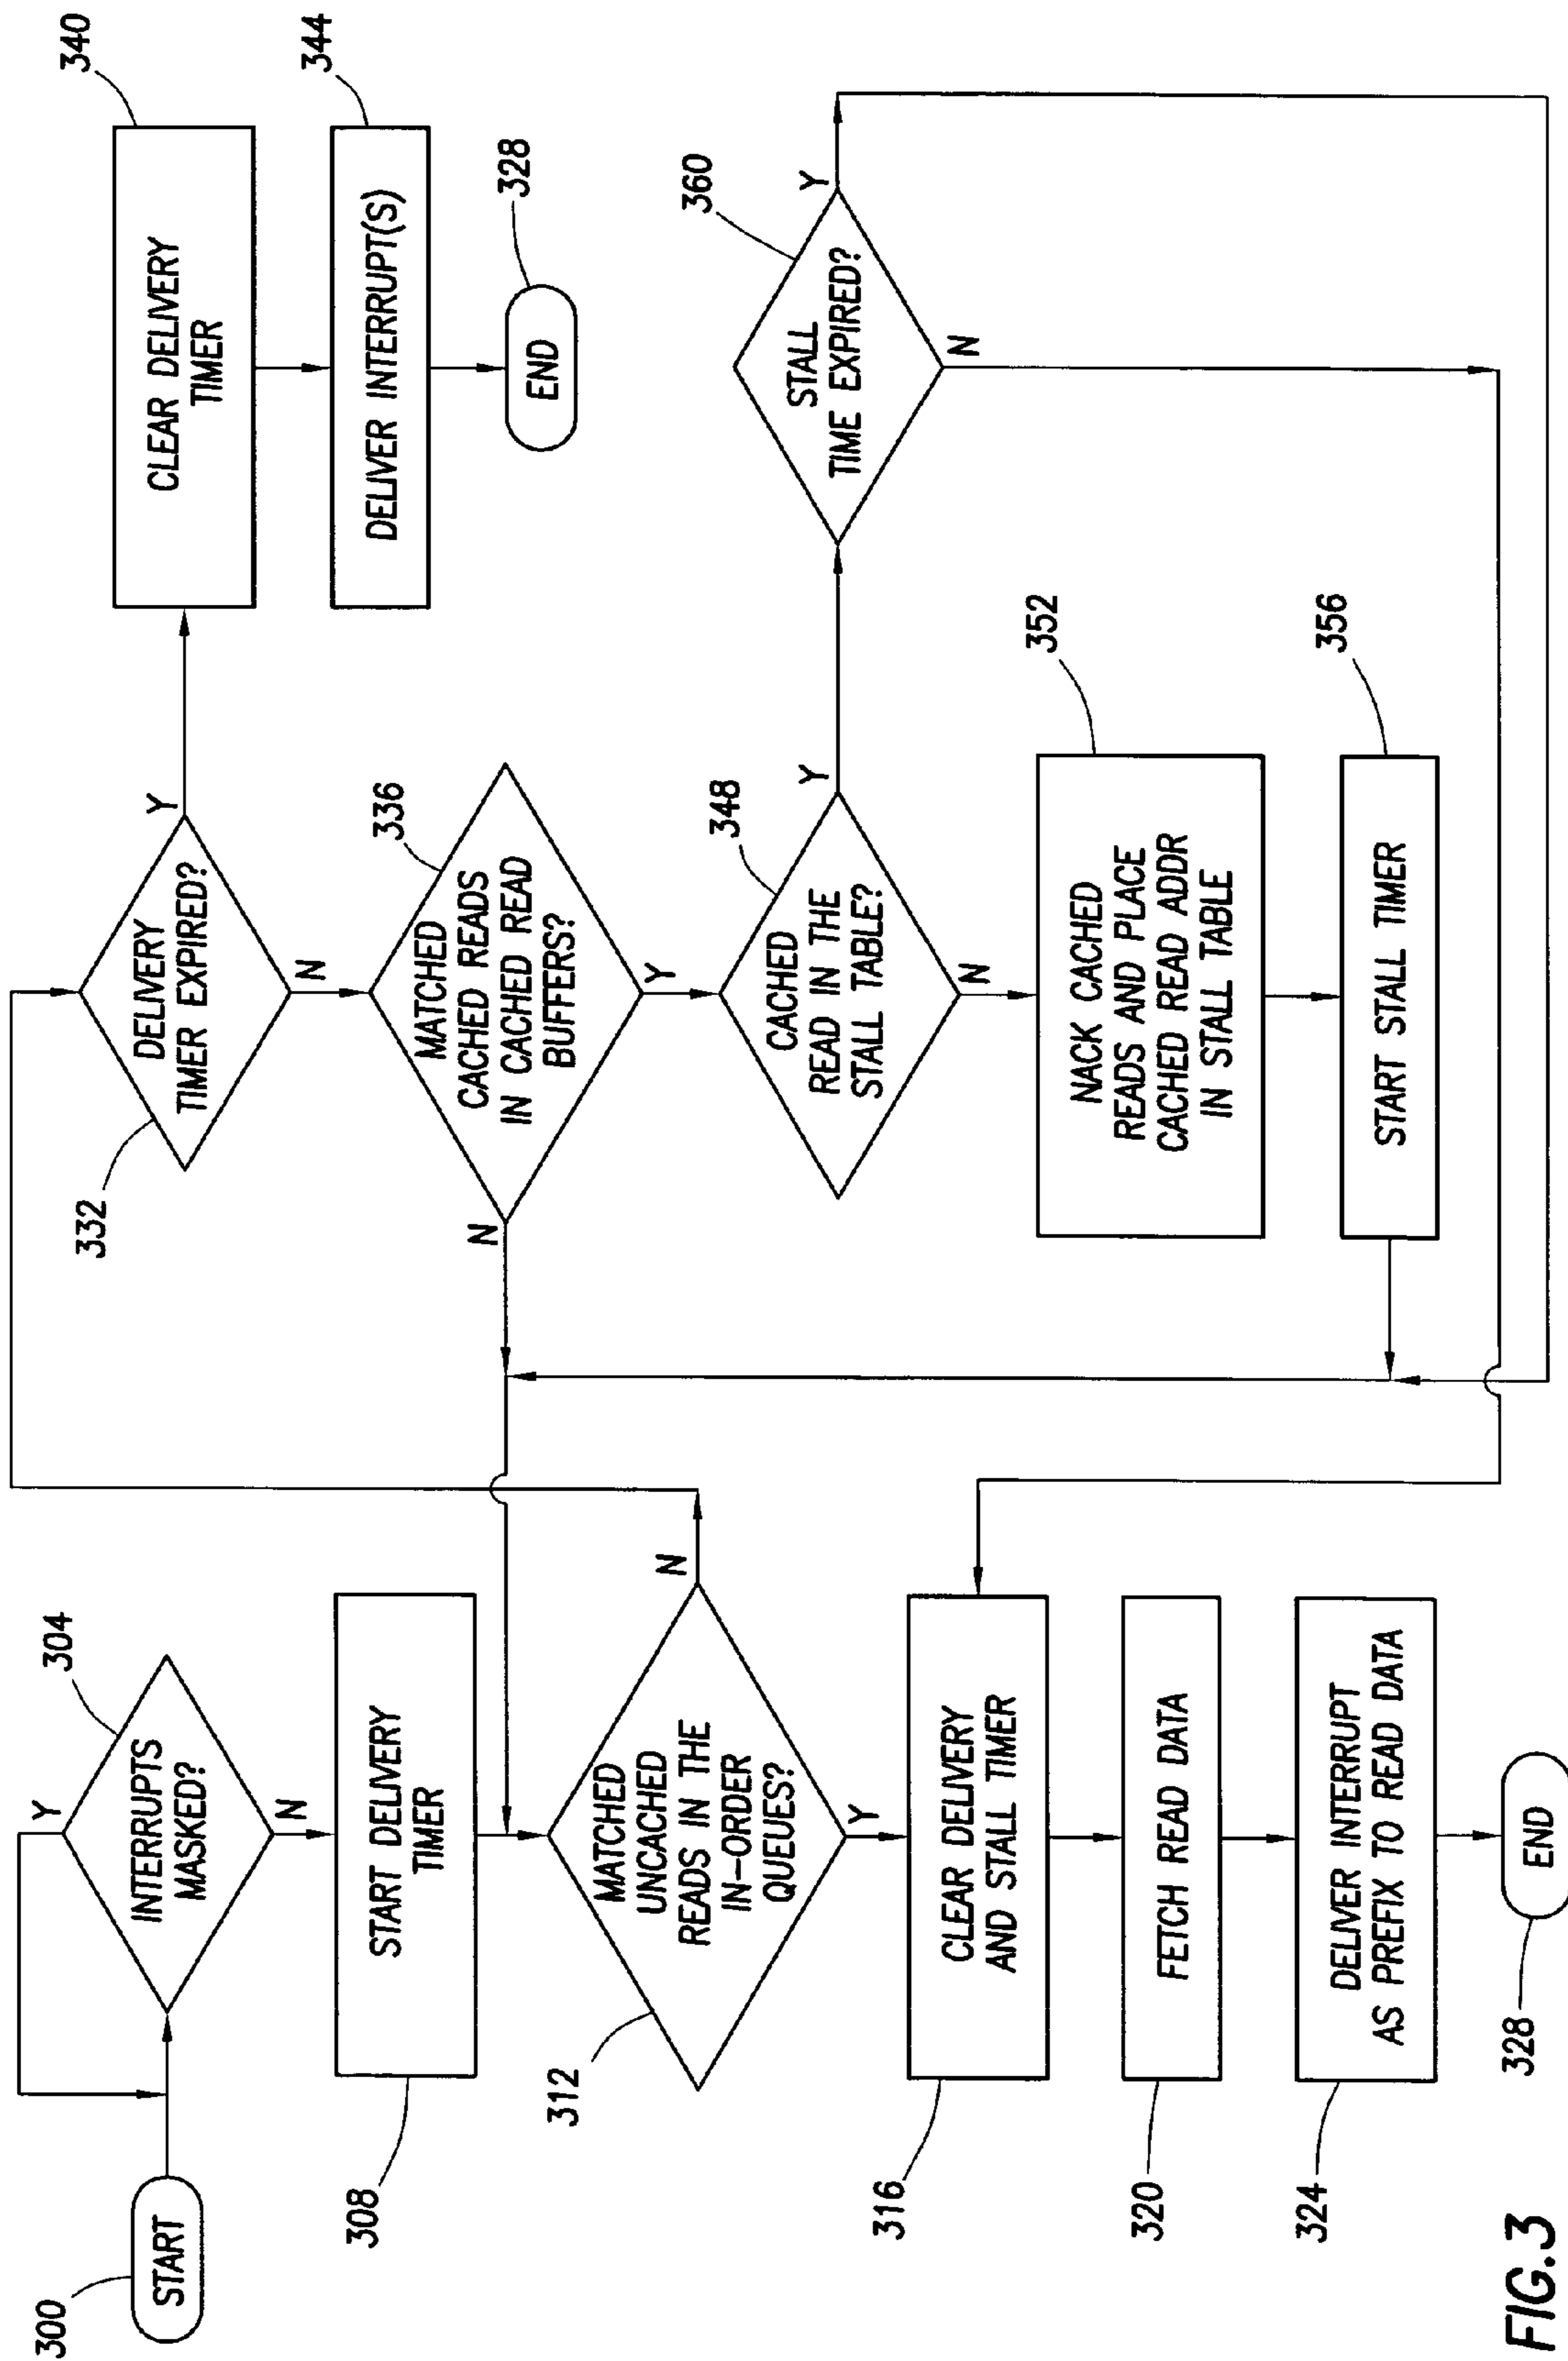 300
START
304
INTERRUPTS
MASKED?
Y
N
308
START DELIVERY
TIMER
312
MATCHED
UNCACHED
READS IN THE
IN-ORDER
QUEUES?
N
Y
316
CLEAR DELIVERY
AND STALL TIMER
320
FETCH READ DATA
324
DELIVER INTERRUPT
AS PREFIX TO READ DATA
328
END
332
DELIVERY
TIMER EXPIRED?
Y
N
336
MATCHED
CACHED READS
IN CACHED READ
BUFFERS?
N
Y
340
CLEAR DELIVERY
TIMER
344
DELIVER INTERRUPT(S)
328
END
348
CACHED
READ IN THE
STALL TABLE?
Y
N
352
NACK CACHED
READS AND PLACE
CACHED READ ADDR
IN STALL TABLE
356
START STALL TIMER
360
STALL
TIME EXPIRED?
Y
N
FIG.3